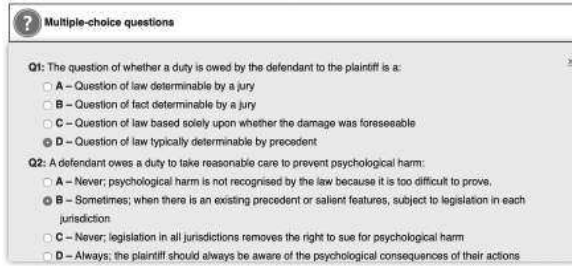 ? Multiple-choice questions
Q1: The question of whether a duty is owed by the defendant to the plaintiff is a:
A – Question of law determinable by a jury
B – Question of fact determinable by a jury
C – Question of law based solely upon whether the damage was foreseeable
D – Question of law typically determinable by precedent
Q2: A defendant owes a duty to take reasonable care to prevent psychological harm:
A – Never; psychological harm is not recognised by the law because it is too difficult to prove.
B – Sometimes; when there is an existing precedent or salient features, subject to legislation in each
jurisdiction
C – Never; legislation in all jurisdictions removes the right to sue for psychological harm
D – Always; the plaintiff should always be aware of the psychological consequences of their actions